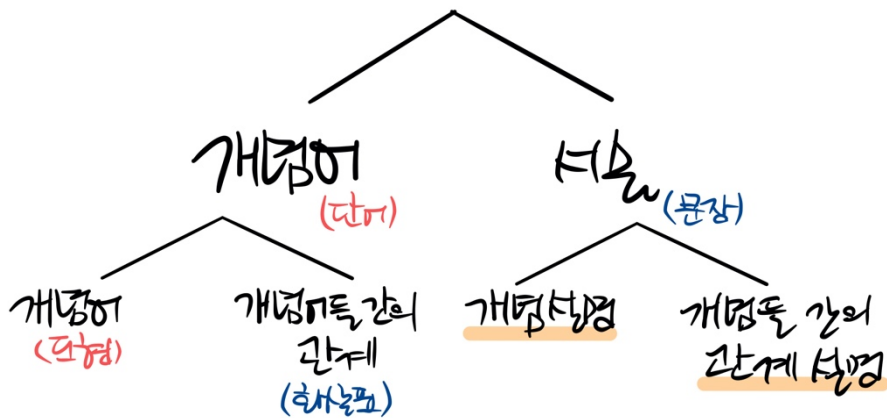 개념어
서술
(단어)
(문장)
개념어
(도형)
개념어들 간의
관계
(화살표)
개념설명
개념들 간의
관계 설명